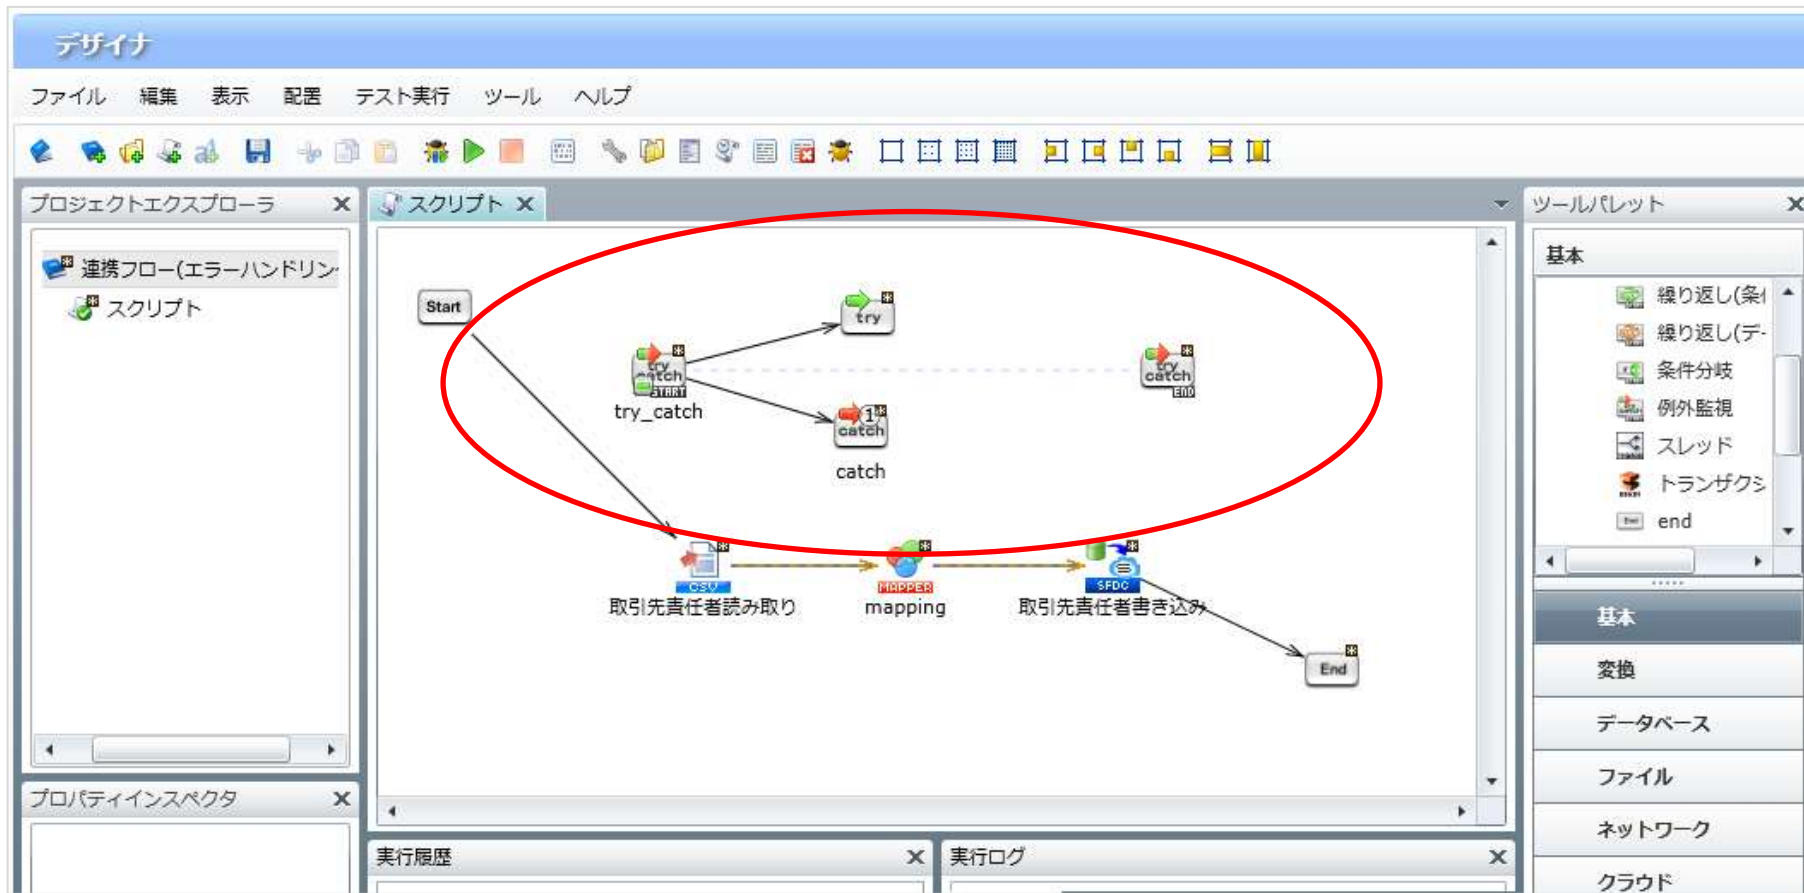 デザイナ
ファイル 編集 表示 配置 テスト実行 ツール ヘルプ
プロジェクトエクスプローラ
連携フロー(エラーハンドリン
スクリプト
プロパティインスペクタ
スクリプト
Start
try
try
catch
START
try_catch
try
catch
END
1
catch
catch
CSV
取引先責任者読み取り
MAPPER
mapping
SFDC
取引先責任者書き込み
End
実行履歴
実行ログ
ツールパレット
基本
繰り返し(条
繰り返し(デー
条件分岐
例外監視
スレッド
トランザクシ
end
基本
変換
データベース
ファイル
ネットワーク
クラウド